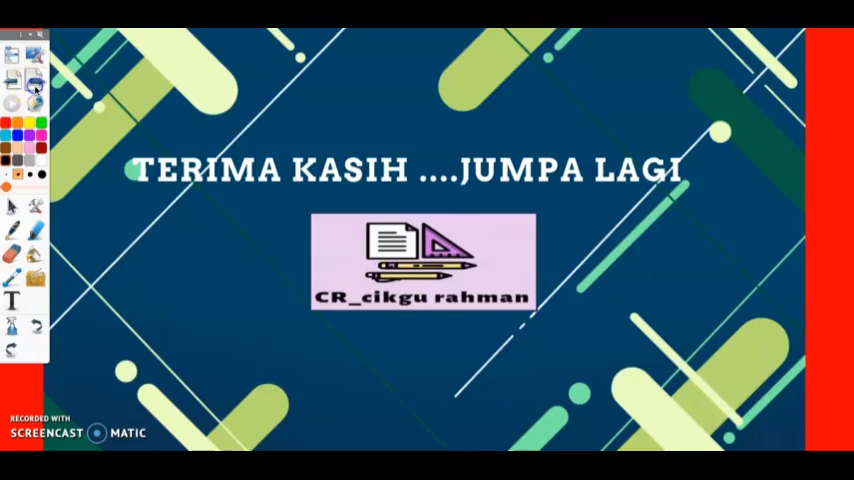 TERIMA KASIH ....JUMPA LAGI
CR_cikgu rahman
T
RECORDED WITH
SCREENCAST MATIC